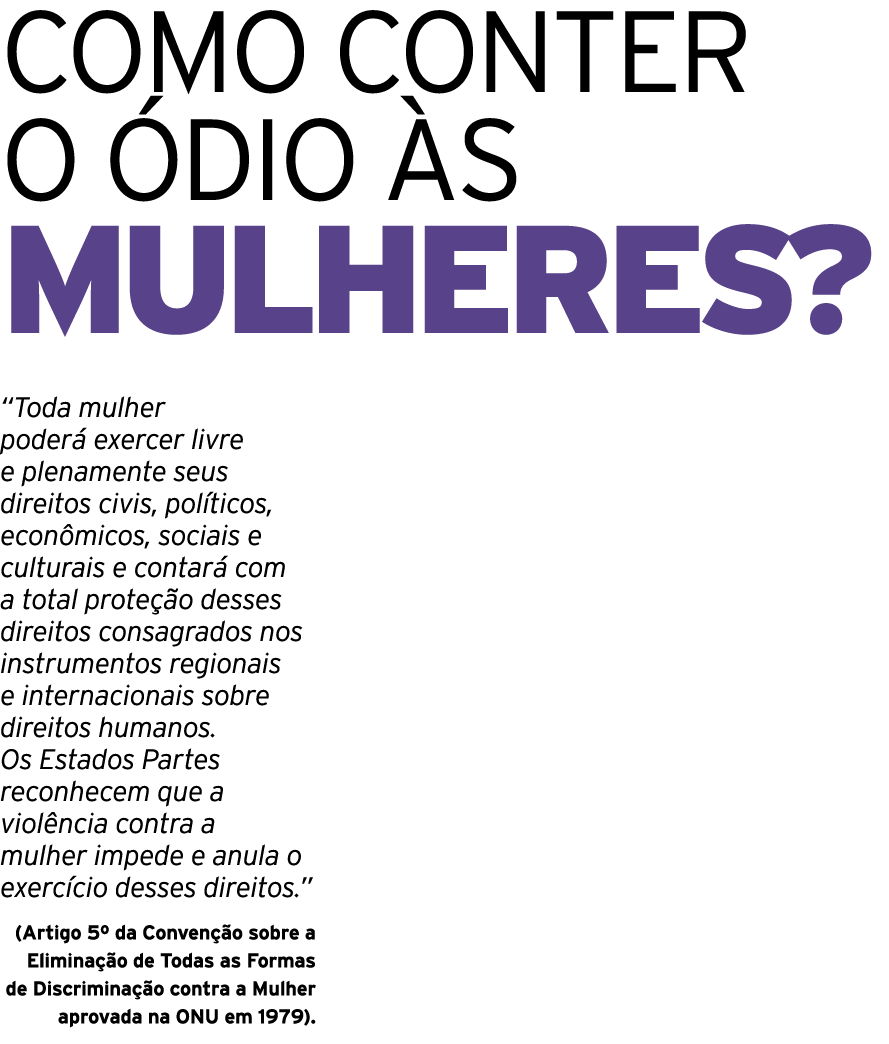 COMO CONTER
O ÓDIO ÀS
MULHERES?
“Toda mulher
poderá exercer livre
e plenamente seus
direitos civis, políticos,
econômicos, sociais e
culturais e contará com
a total proteção desses
direitos consagrados nos
instrumentos regionais
e internacionais sobre
direitos humanos.
Os Estados Partes
reconhecem que a
violência contra a
mulher impede e anula o
exercício desses direitos.”
(Artigo 5º da Convenção sobre a
Eliminação de Todas as Formas
de Discriminação contra a Mulher
aprovada na ONU em 1979).